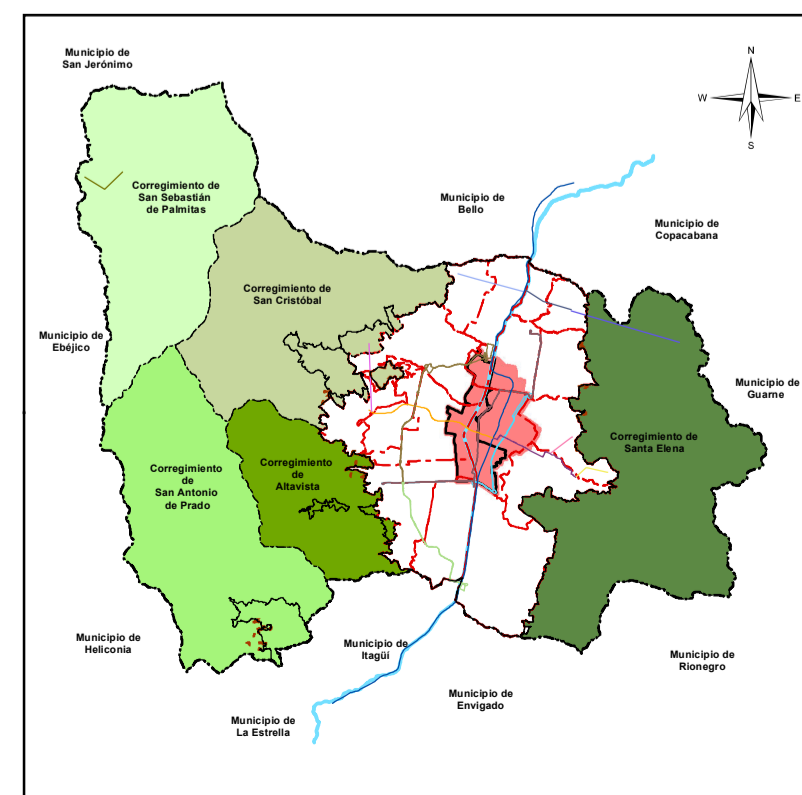 Municipio de
San Jerónimo
N
W
E
S
Corregimiento de
San Sebastián
de Palmitas
Municipio de
Bello
Municipio de
Copacabana
Corregimiento de
San Cristóbal
Municipio de
Ebéjico
Municipio de
Guarne
Corregimiento de
Santa Elena
Corregimiento
de
San Antonio
de Prado
Corregimiento
de
Altavista
Municipio de
Heliconia
Municipio de
Itagüí
Municipio de
Rionegro
Municipio de
Envigado
Municipio de
La Estrella